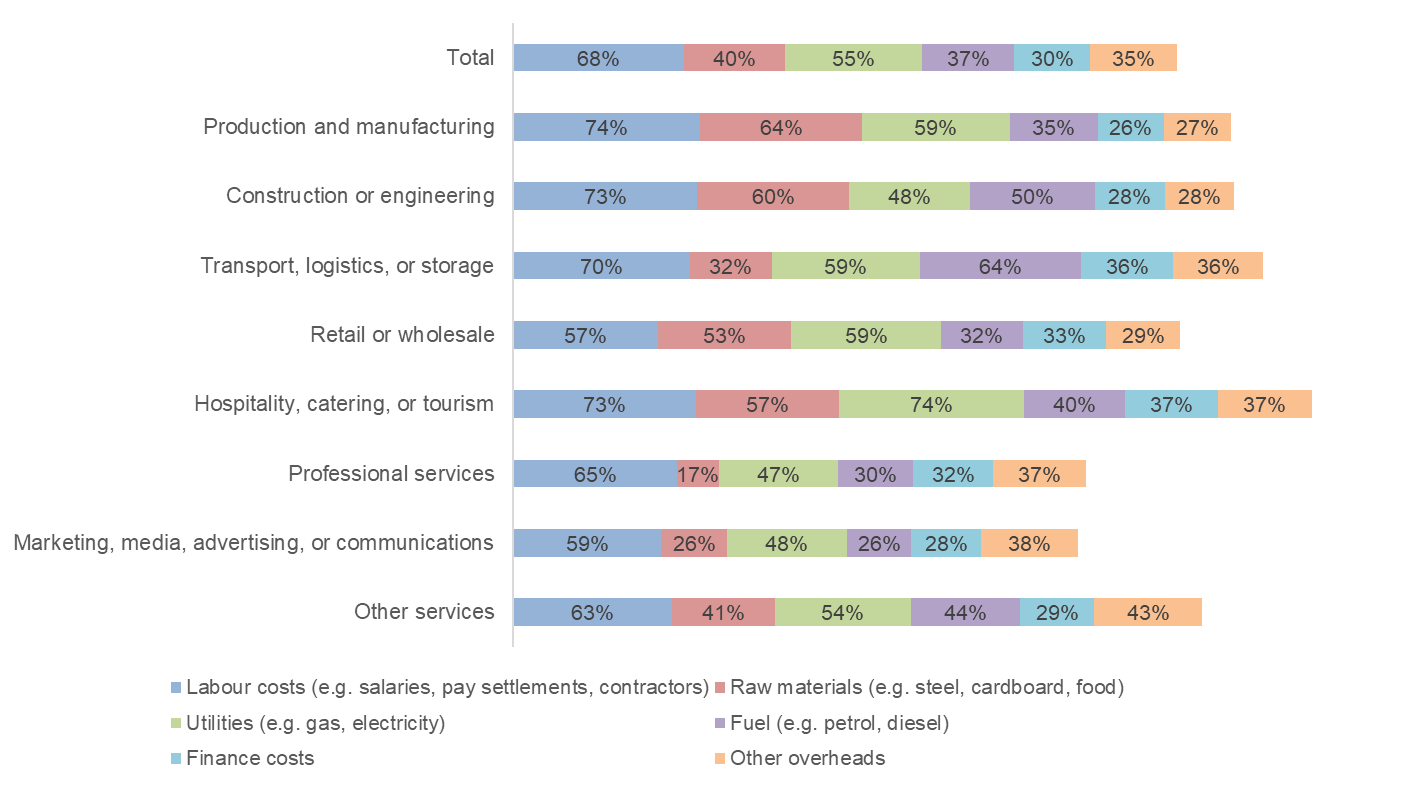 Total 68% 40% 55% 37% 30% 35%
Production and manufacturing 74% 64% 59% 35% 26% 27%
Construction or engineering 73% 60% 48% 50% 28% 28%
Transport, logistics, or storage 70% 32% 59% 64% 36% 36%
Retail or wholesale 57% 53% 59% 32% 33% 29%
Hospitality, catering, or tourism 73% 57% 74% 40% 37% 37%
Professional services 65% 17% 47% 30% 32% 37%
Marketing, media, advertising, or communications 59% 26% 48% 26% 28% 38%
Other services 63% 41% 54% 44% 29% 43%
Labour costs (e.g. salaries, pay settlements, contractors) Raw materials (e.g. steel, cardboard, food)
Utilities (e.g. gas, electricity) Fuel (e.g. petrol, diesel)
Finance costs Other overheads